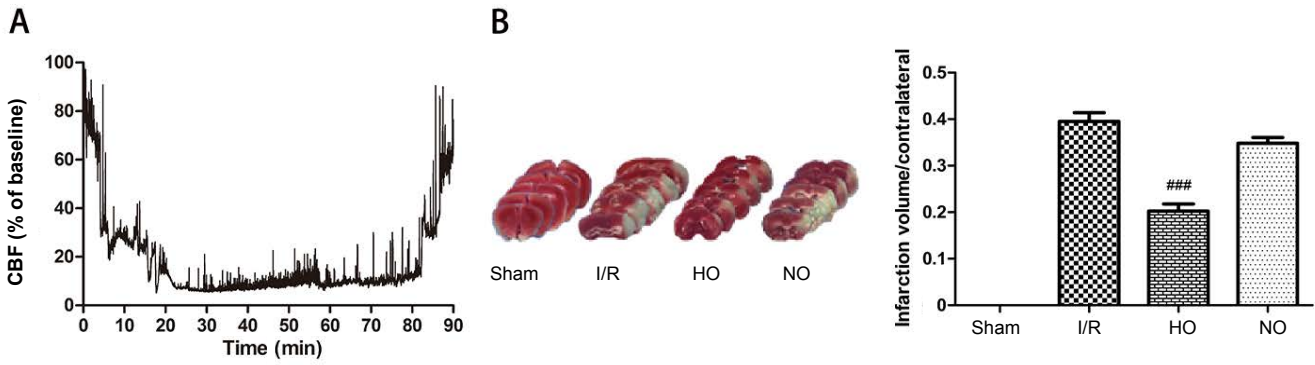 A
B
CBF (% of baseline)
100
80
60
40
20
0
0 10 20 30 40 50 60 70 80 90
Time (min)
Sham I/R HO NO
Infarction volume/contralateral
0.5
0.4
0.3
0.2
0.1
0
###
Sham I/R HO NO